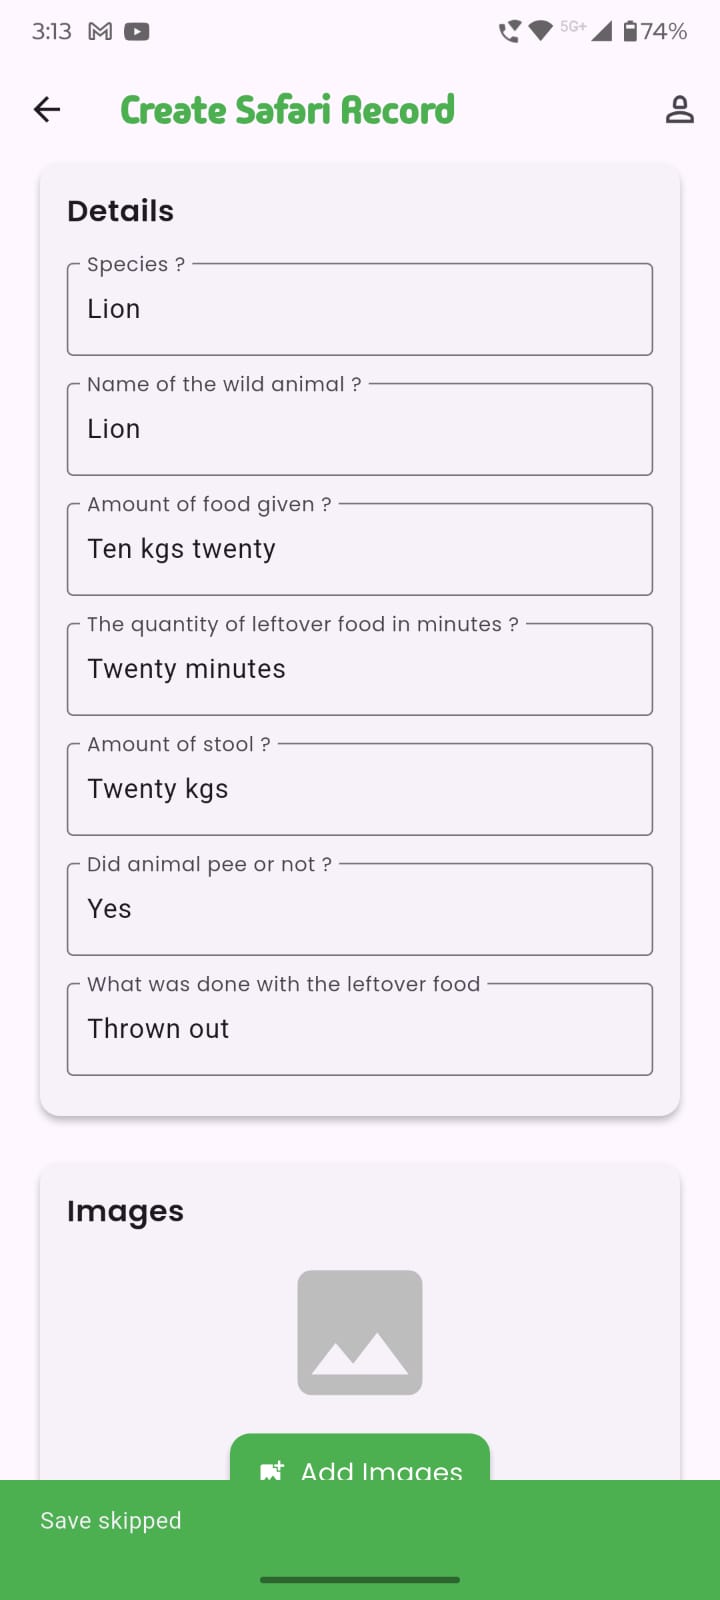 3:13 5G+ 74%
Create Safari Record
Details
Species ?
Lion
Name of the wild animal ?
Lion
Amount of food given ?
Ten kgs twenty
The quantity of leftover food in minutes ?
Twenty minutes
Amount of stool ?
Twenty kgs
Did animal pee or not ?
Yes
What was done with the leftover food
Thrown out
Images
Add Images
Save skipped